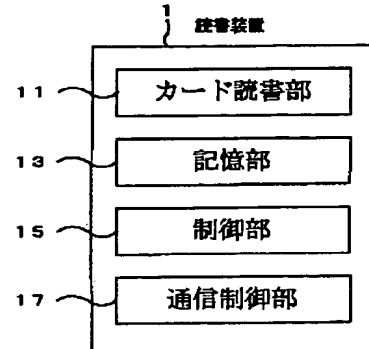 1 読書装置
11 カード読書部
13 記憶部
15 制御部
17 通信制御部